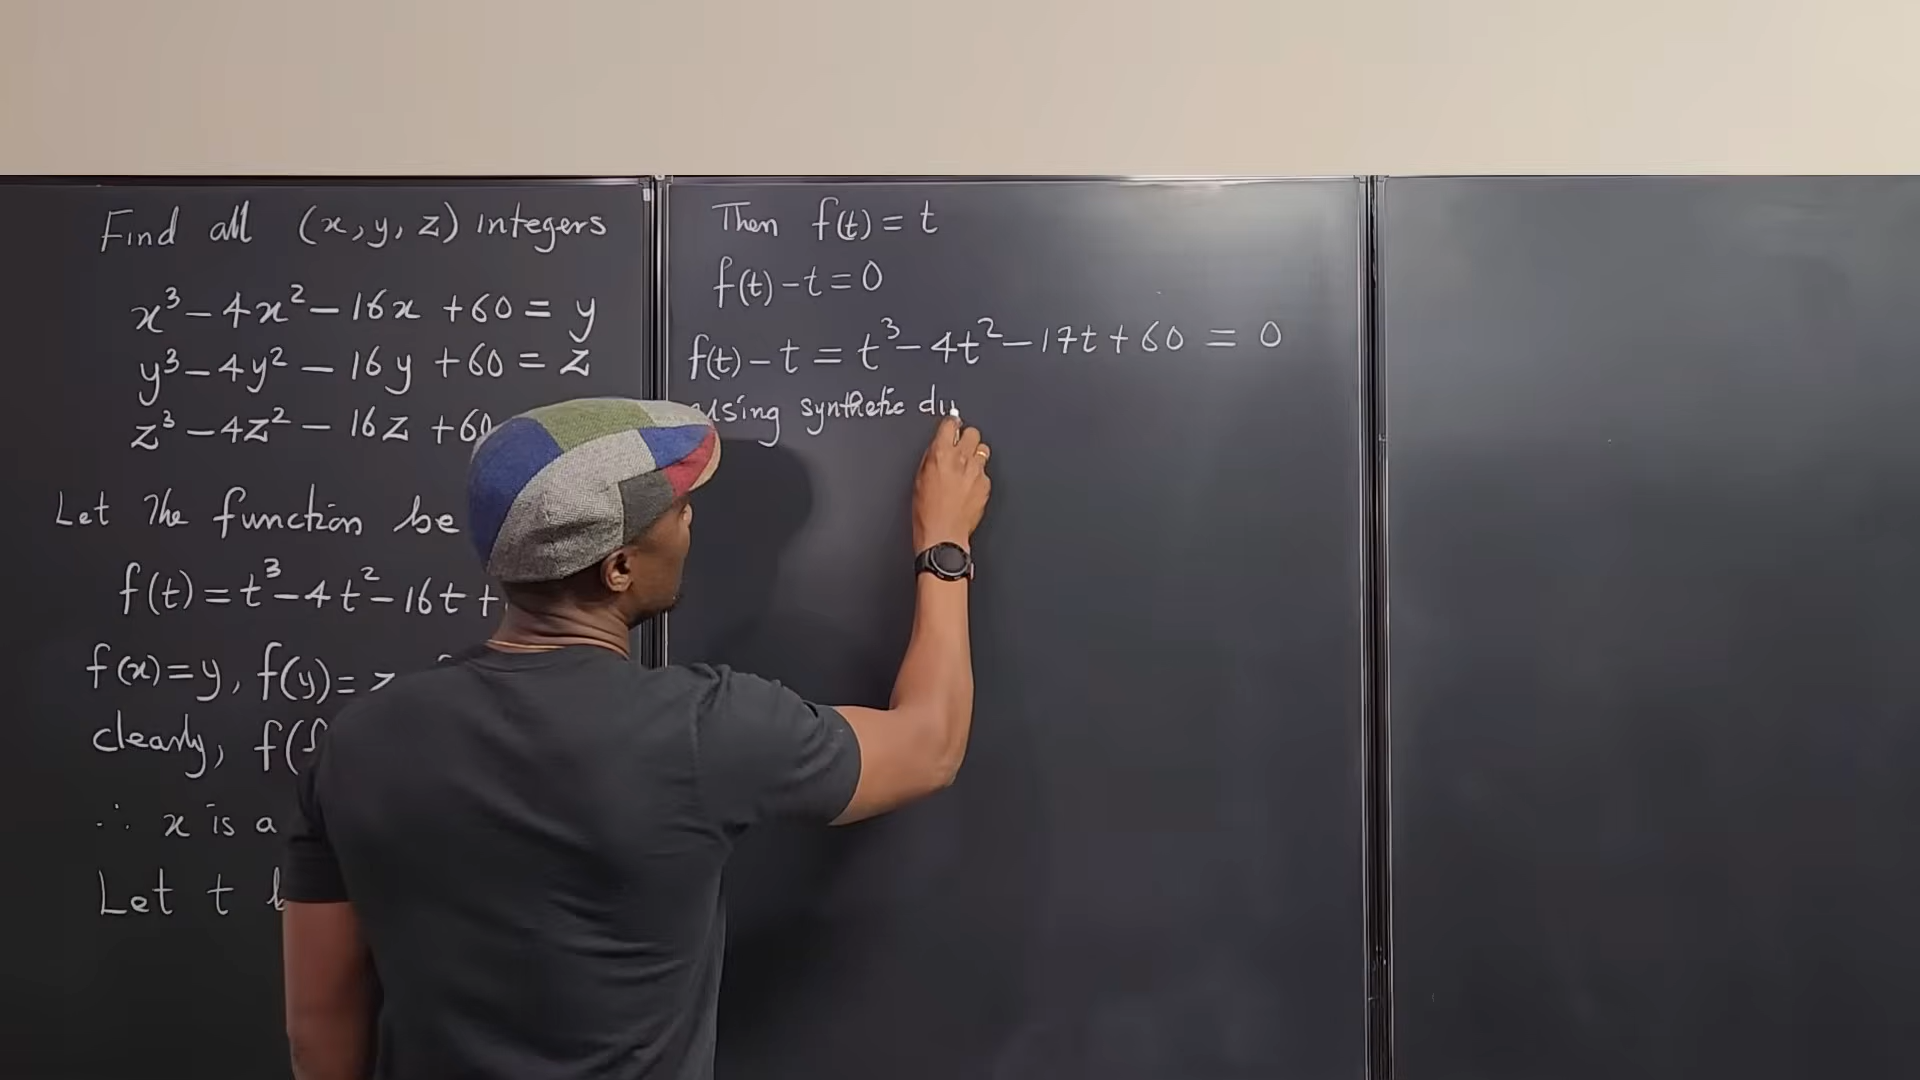 Find all (x, y, z) integers
x³ – 4x² – 16x + 60 = y
y³ – 4y² – 16y + 60 = z
z³ – 4z² – 16z + 60
Let The function be
f(t) = t³ – 4t² – 16t +
f(x) = y, f(y) = z
clearly, f(f
∴ x is a
Let t b
Then f(t) = t
f(t) – t = 0
f(t) – t = t³ – 4t² – 17t + 60 = 0
Using synthetic di